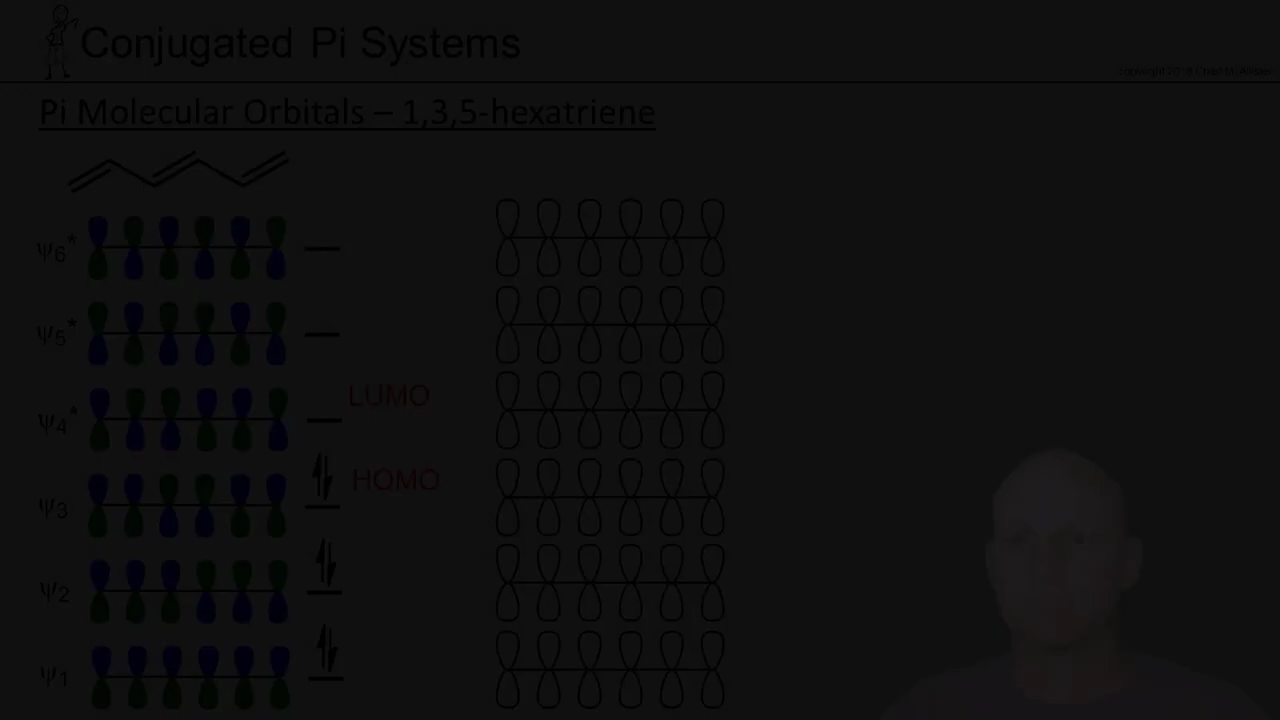 Conjugated Pi Systems
Pi Molecular Orbitals – 1,3,5-hexatriene
ψ6*
ψ5*
LUMO
ψ4*
HOMO
ψ3
ψ2
ψ1